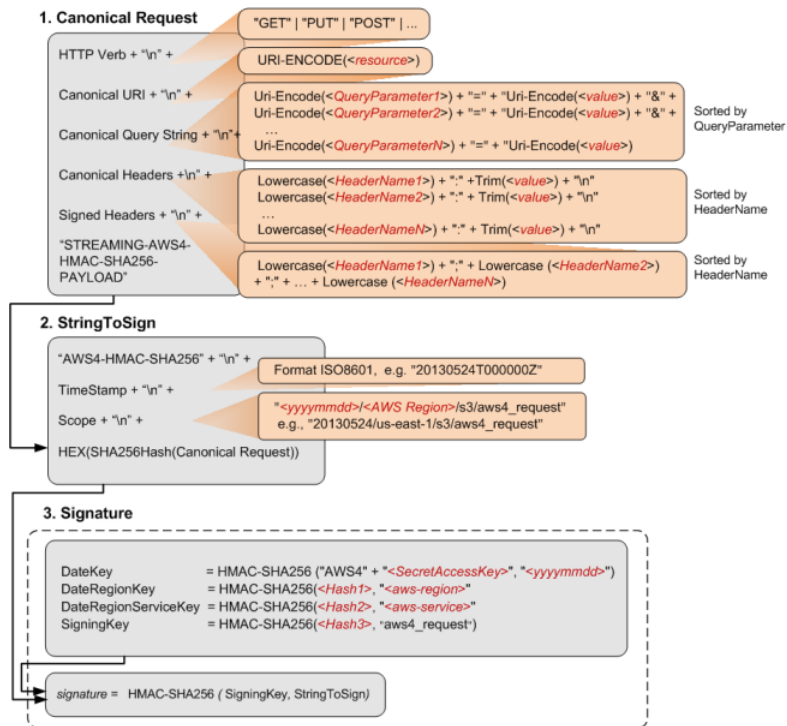 1. Canonical Request
HTTP Verb + "\n" +
Canonical URI + "\n" +
Canonical Query String + "\n"+
Canonical Headers +\n" +
Signed Headers + "\n" +
"STREAMING-AWS4-
HMAC-SHA256-
PAYLOAD"
"GET" | "PUT" | "POST" | ...
URI-ENCODE(<resource>)
Uri-Encode(<QueryParameter1>) + "=" + "Uri-Encode(<value>) + "&" +
Uri-Encode(<QueryParameter2>) + "=" + "Uri-Encode(<value>) + "&" +
...
Uri-Encode(<QueryParameterN>) + "=" + "Uri-Encode(<value>)
Sorted by
QueryParameter
Lowercase(<HeaderName1>) + ":" +Trim(<value>) + "\n"
Lowercase(<HeaderName2>) + ":" + Trim(<value>) + "\n"
...
Lowercase(<HeaderNameN>) + ":" + Trim(<value>) + "\n"
Sorted by
HeaderName
Lowercase(<HeaderName1>) + ";" + Lowercase (<HeaderName2>)
+ ";" + ... + Lowercase (<HeaderNameN>)
Sorted by
HeaderName
2. StringToSign
"AWS4-HMAC-SHA256" + "\n" +
TimeStamp + "\n" +
Scope + "\n" +
HEX(SHA256Hash(Canonical Request))
Format ISO8601, e.g. "20130524T000000Z"
"<yyyymmdd>/<AWS Region>/s3/aws4_request"
e.g., "20130524/us-east-1/s3/aws4_request"
3. Signature
DateKey = HMAC-SHA256 ("AWS4" + "<SecretAccessKey>", "<yyyymmdd>")
DateRegionKey = HMAC-SHA256(<Hash1>, "<aws-region>"
DateRegionServiceKey = HMAC-SHA256(<Hash2>, "<aws-service>"
SigningKey = HMAC-SHA256(<Hash3>, "aws4_request")
signature = HMAC-SHA256 ( SigningKey, StringToSign)